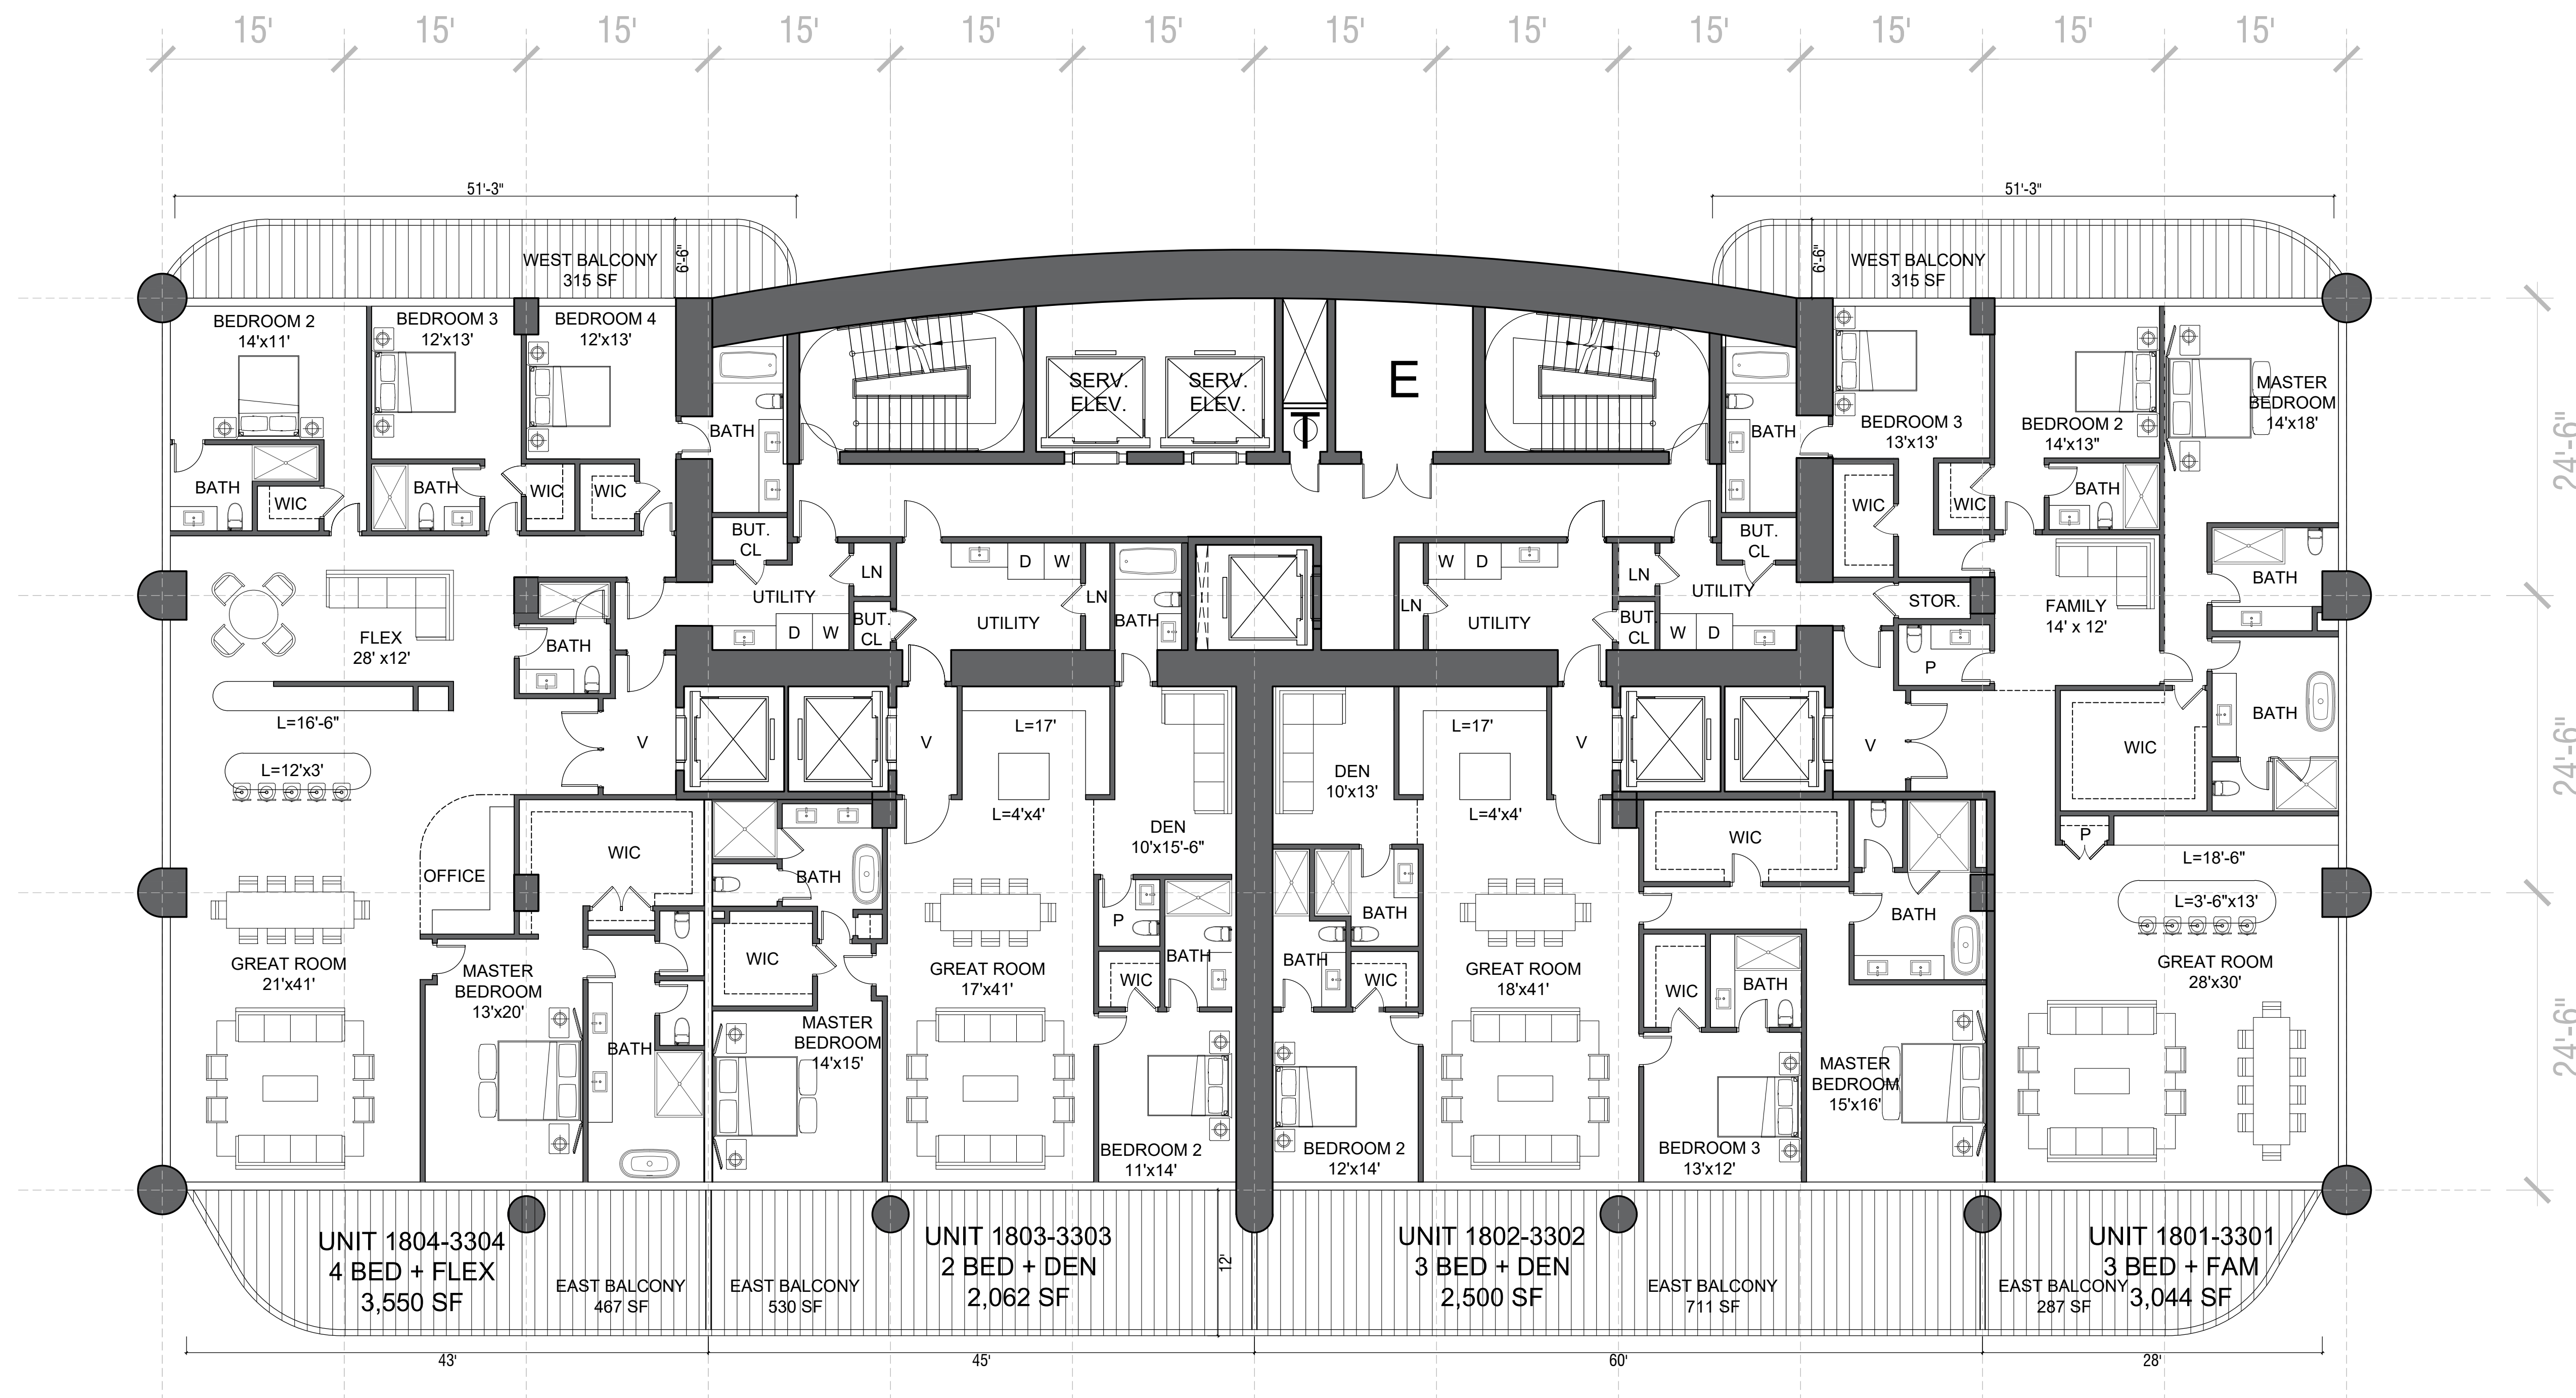 15' 15' 15' 15' 15' 15' 15' 15' 15' 15' 15' 15'
51'-3" 51'-3"
WEST BALCONY
315 SF
6'-6"
WEST BALCONY
315 SF
6'-6"
BEDROOM 2
14'x11'
BEDROOM 3
12'x13'
BEDROOM 4
12'x13'
BATH
SERV.
ELEV.
SERV.
ELEV.
T
E
BATH
BEDROOM 3
13'x13'
BEDROOM 2
14'x13"
MASTER
BEDROOM
14'x18'
24'-6"
BATH
WIC
BATH
WIC
WIC
BUT.
CL
BUT.
CL
WIC
WIC
BATH
FLEX
28' x12'
BATH
UTILITY
D W
LN
BUT.
CL
UTILITY
D W
LN
BATH
LN
W D
UTILITY
LN
BUT.
CL
UTILITY
W D
STOR.
P
FAMILY
14' x 12'
BATH
L=16'-6"
L=12'x3'
V
V
L=17'
L=4'x4'
DEN
10'x15'-6"
DEN
10'x13'
L=17'
L=4'x4'
V
V
WIC
BATH
24'-6"
OFFICE
WIC
BATH
WIC
P
BATH
WIC
BATH
BATH
WIC
WIC
BATH
P
L=18'-6"
L=3'-6"x13'
GREAT ROOM
21'x41'
MASTER
BEDROOM
13'x20'
BATH
WIC
MASTER
BEDROOM
14'x15'
GREAT ROOM
17'x41'
BEDROOM 2
11'x14'
BEDROOM 2
12'x14'
GREAT ROOM
18'x41'
WIC
BATH
BEDROOM 3
13'x12'
MASTER
BEDROOM
15'x16'
GREAT ROOM
28'x30'
24'-6"
UNIT 1804-3304
4 BED + FLEX
3,550 SF
EAST BALCONY
467 SF
EAST BALCONY
530 SF
UNIT 1803-3303
2 BED + DEN
2,062 SF
12'
UNIT 1802-3302
3 BED + DEN
2,500 SF
EAST BALCONY
711 SF
EAST BALCONY
287 SF
UNIT 1801-3301
3 BED + FAM
3,044 SF
43' 45' 60' 28'